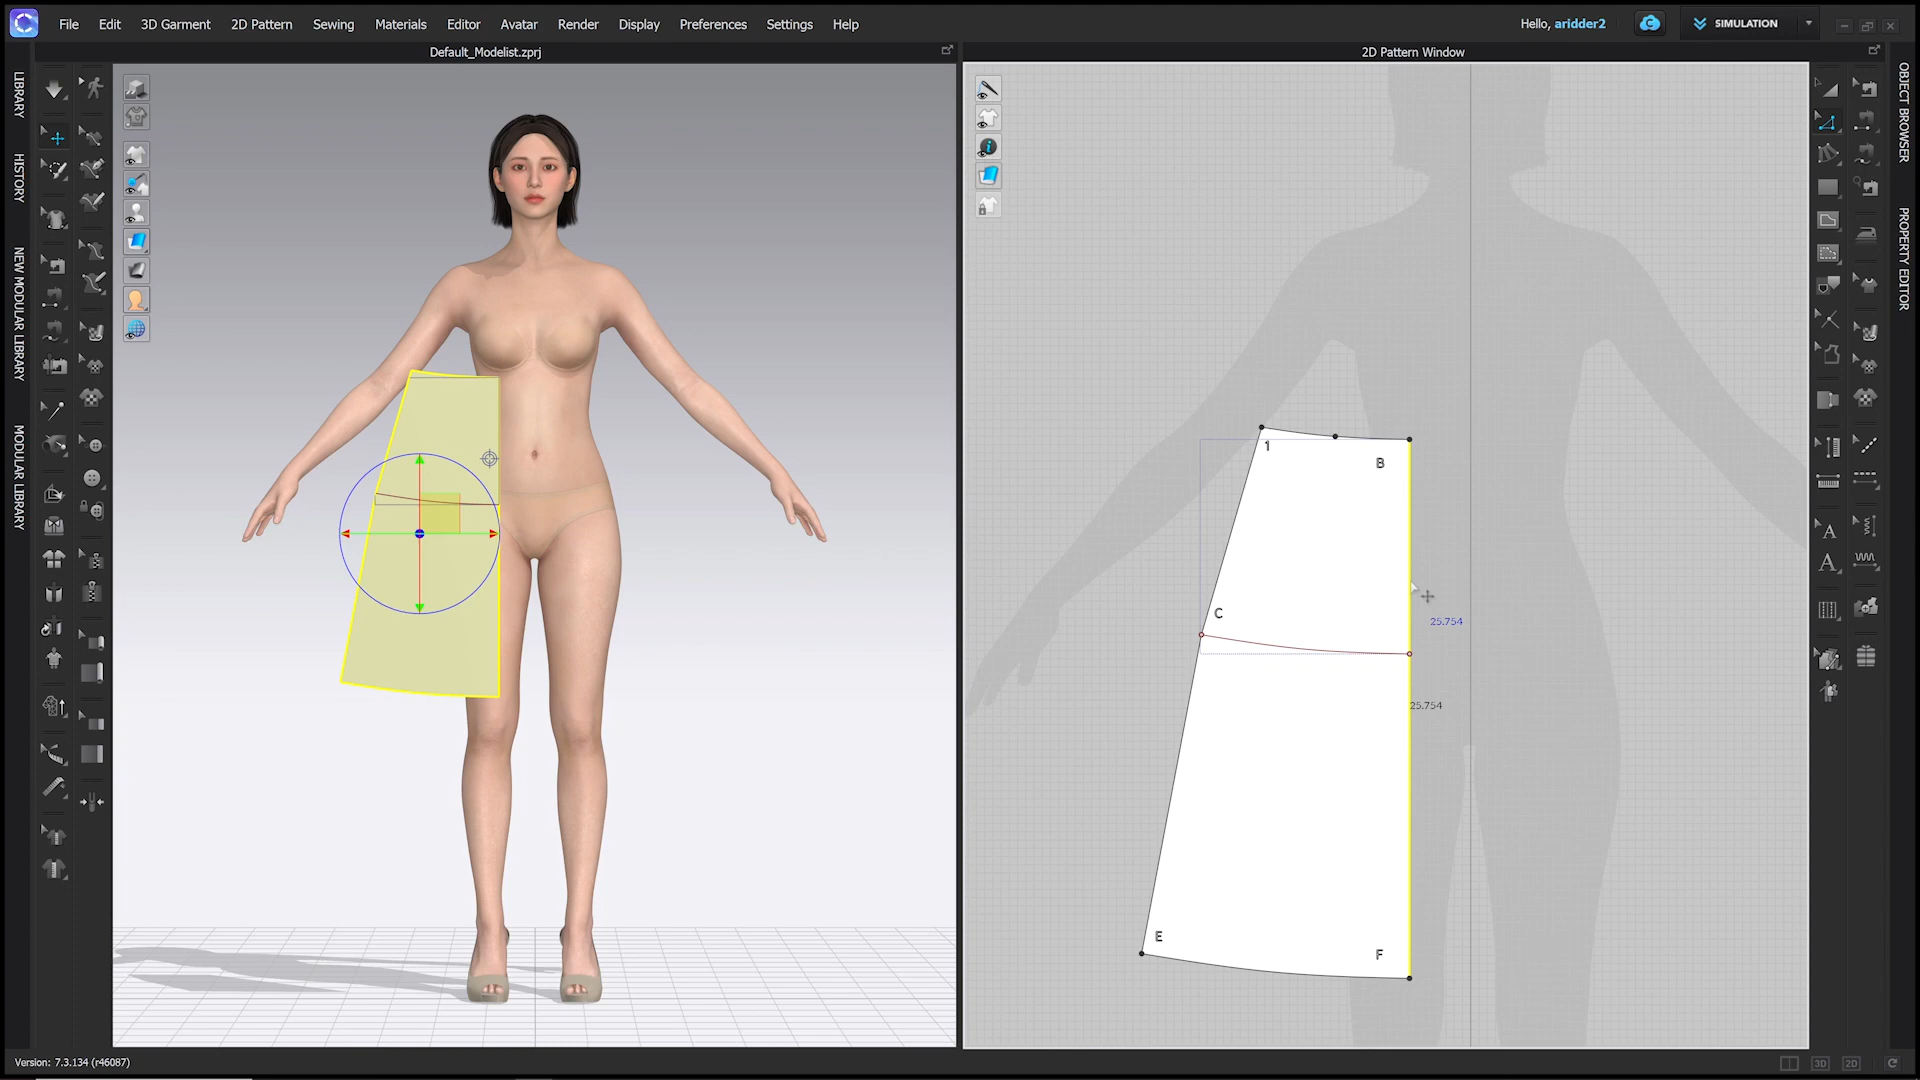 File Edit 3D Garment 2D Pattern Sewing Materials Editor Avatar Render Display Preferences Settings Help
Hello, aridder2
SIMULATION
Default_Modelist.zprj
2D Pattern Window
LIBRARY
HISTORY
NEW MODULAR LIBRARY
MODULAR LIBRARY
OBJECT BROWSER
PROPERTY EDITOR
1
B
C
25.754
25.754
E
F
A
A
Version: 7.3.134 (r46087)
3D
2D